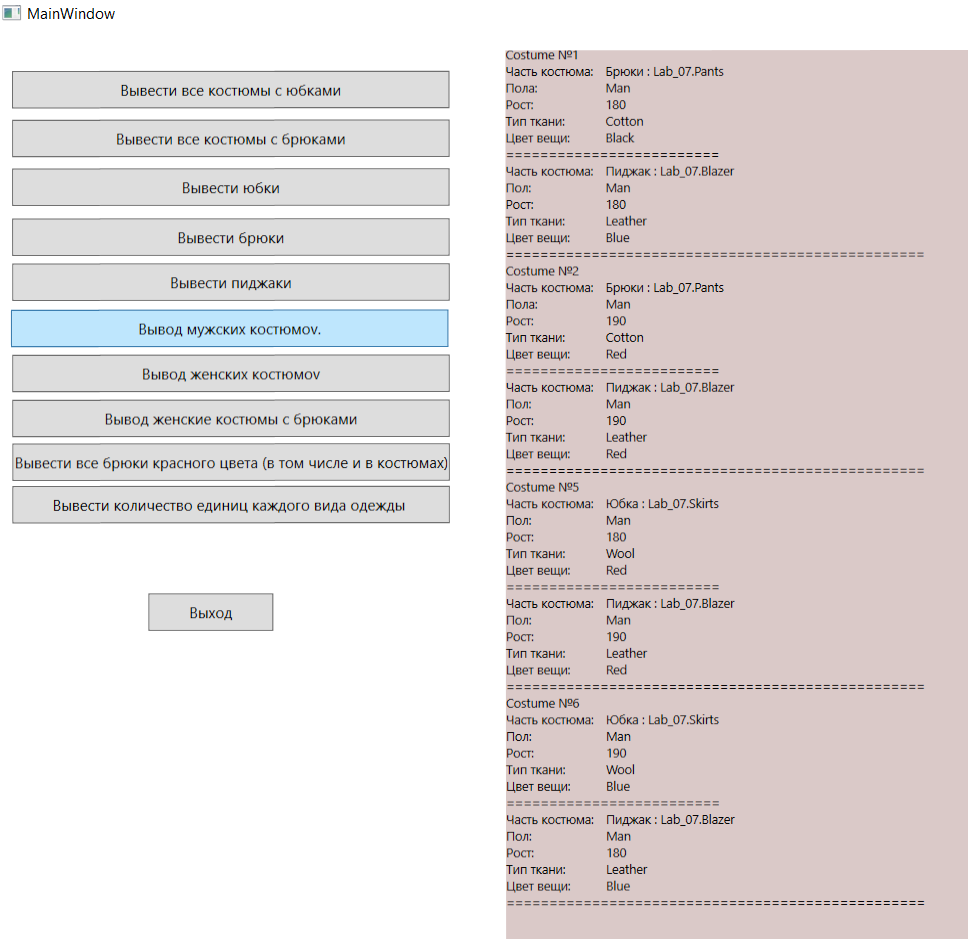 MainWindow
Вывести все костюмы с юбками
Вывести все костюмы с брюками
Вывести юбки
Вывести брюки
Вывести пиджаки
Вывод мужских костюмоv.
Вывод женских костюмоv
Вывод женские костюмы с брюками
Вывести все брюки красного цвета (в том числе и в костюмах)
Вывести количество единиц каждого вида одежды
Выход
Costume №1
Часть костюма: Брюки : Lab_07.Pants
Пола: Man
Рост: 180
Тип ткани: Cotton
Цвет вещи: Black
=========================
Часть костюма: Пиджак : Lab_07.Blazer
Пол: Man
Рост: 180
Тип ткани: Leather
Цвет вещи: Blue
=================================================
Costume №2
Часть костюма: Брюки : Lab_07.Pants
Пола: Man
Рост: 190
Тип ткани: Cotton
Цвет вещи: Red
=========================
Часть костюма: Пиджак : Lab_07.Blazer
Пол: Man
Рост: 190
Тип ткани: Leather
Цвет вещи: Red
=================================================
Costume №5
Часть костюма: Юбка : Lab_07.Skirts
Пол: Man
Рост: 180
Тип ткани: Wool
Цвет вещи: Red
=========================
Часть костюма: Пиджак : Lab_07.Blazer
Пол: Man
Рост: 190
Тип ткани: Leather
Цвет вещи: Red
=================================================
Costume №6
Часть костюма: Юбка : Lab_07.Skirts
Пол: Man
Рост: 190
Тип ткани: Wool
Цвет вещи: Blue
=========================
Часть костюма: Пиджак : Lab_07.Blazer
Пол: Man
Рост: 180
Тип ткани: Leather
Цвет вещи: Blue
=================================================